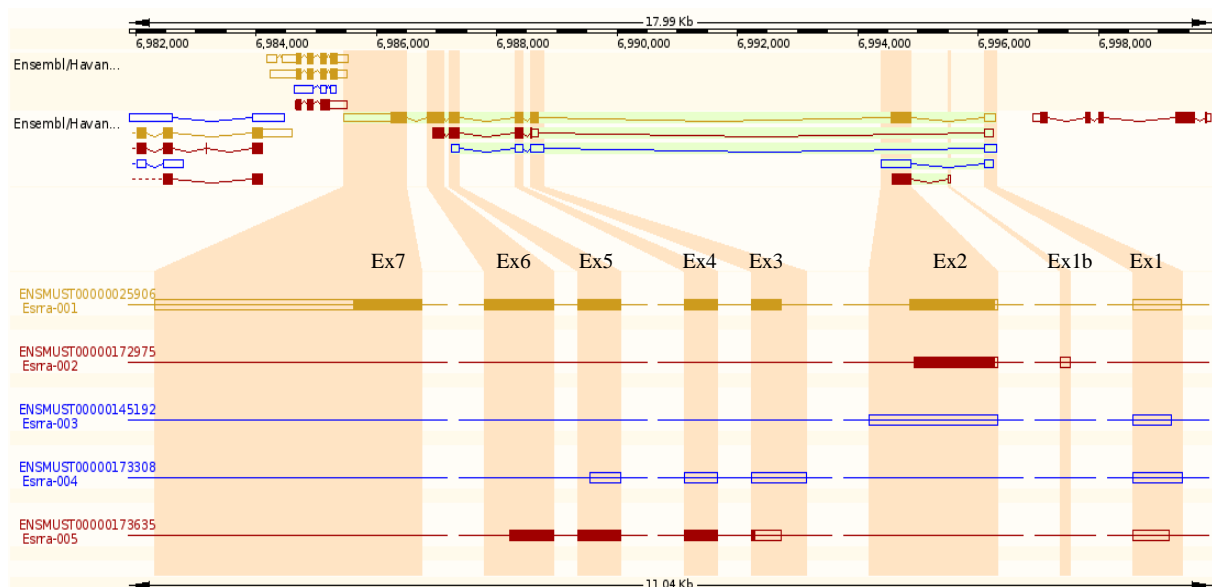 17.99 Kb
6,982,000 6,984,000 6,986,000 6,988,000 6,990,000 6,992,000 6,994,000 6,996,000 6,998,000
Ensembl/Havan...
Ensembl/Havan...
Ex7 Ex6 Ex5 Ex4 Ex3 Ex2 Ex1b Ex1
ENSMUST00000025906
Esrra-001
ENSMUST00000172975
Esrra-002
ENSMUST00000145192
Esrra-003
ENSMUST00000173308
Esrra-004
ENSMUST00000173635
Esrra-005
11.04 Kb